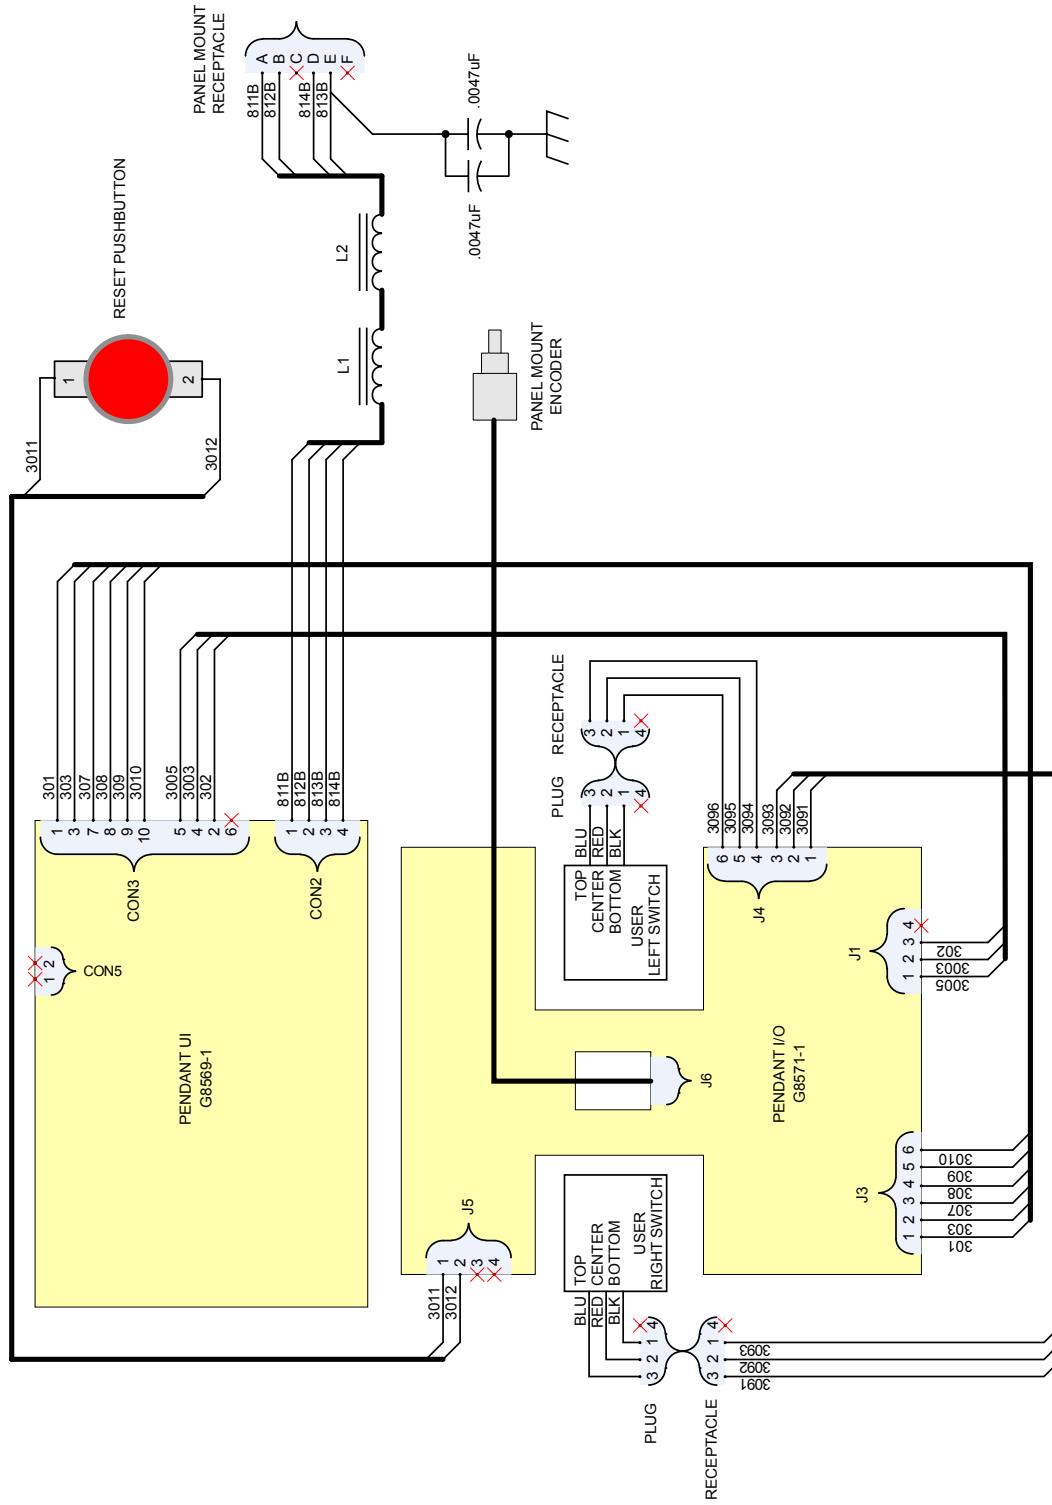 PANEL MOUNT
RECEPTACLE
A
B
C
D
E
F
811B
812B
814B
813B
.0047uF
.0047uF
RESET PUSHBUTTON
1
2
3011
3012
L2
L1
PANEL MOUNT
ENCODER
301
303
307
308
309
3010
3005
3003
302
1
3
7
8
9
10
5
4
2
6
CON3
811B
812B
813B
814B
1
2
3
4
CON2
1 2
CON5
PENDANT UI
G8569-1
RECEPTACLE
3
2
1
4
PLUG
3
2
1
4
BLU
RED
BLK
TOP
CENTER
BOTTOM
USER
LEFT SWITCH
3096
3095
3094
3093
3092
3091
6
5
4
3
2
1
J4
J1
1 2 3 4
302
3003
3005
J6
PENDANT I/O
G8571-1
J3
1 2 3 4 5 6
3010
309
308
307
303
301
J5
1
2
3
4
3011
3012
TOP
CENTER
BOTTOM
USER
RIGHT SWITCH
BLU
RED
BLK
PLUG
3 2 1 4
RECEPTACLE
3 2 1 4
3093
3092
3091